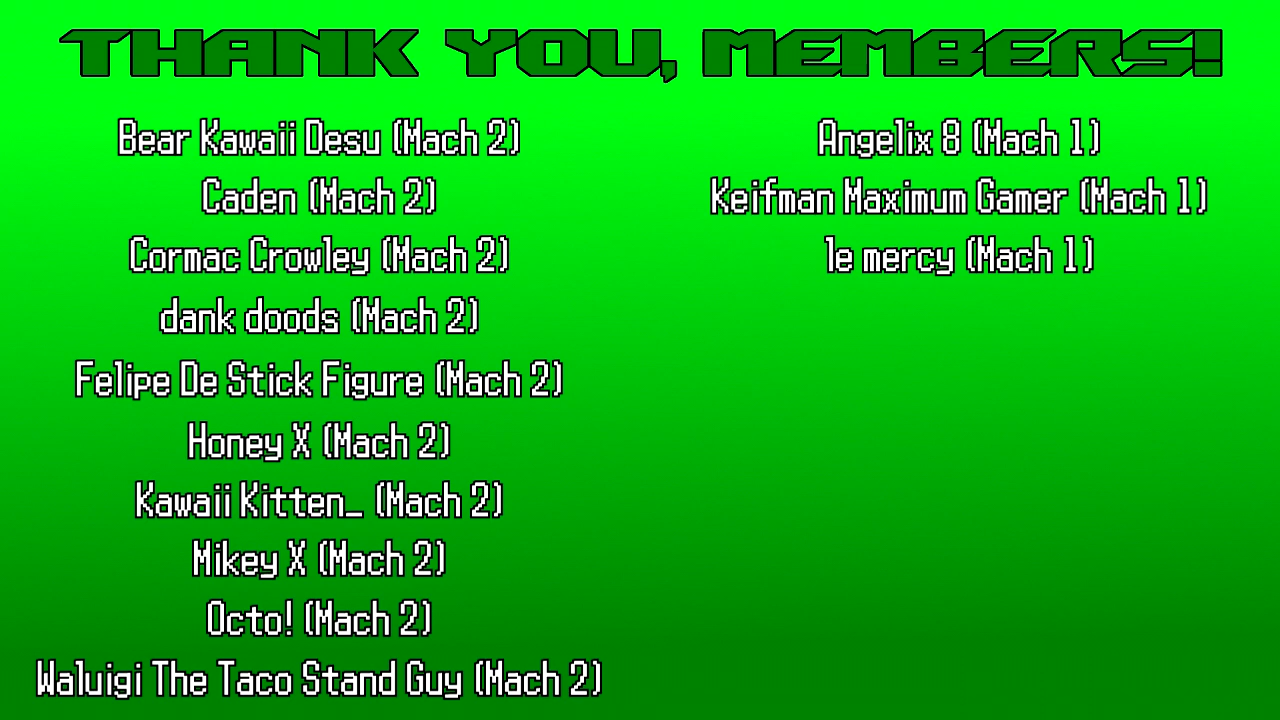 THANK YOU, MEMBERS!
Bear Kawaii Desu (Mach 2)
Caden (Mach 2)
Cormac Crowley (Mach 2)
dank doods (Mach 2)
Felipe De Stick Figure (Mach 2)
Honey X (Mach 2)
Kawaii Kitten_ (Mach 2)
Mikey X (Mach 2)
Octo! (Mach 2)
Waluigi The Taco Stand Guy (Mach 2)
Angelix 8 (Mach 1)
Keifman Maximum Gamer (Mach 1)
le mercy (Mach 1)